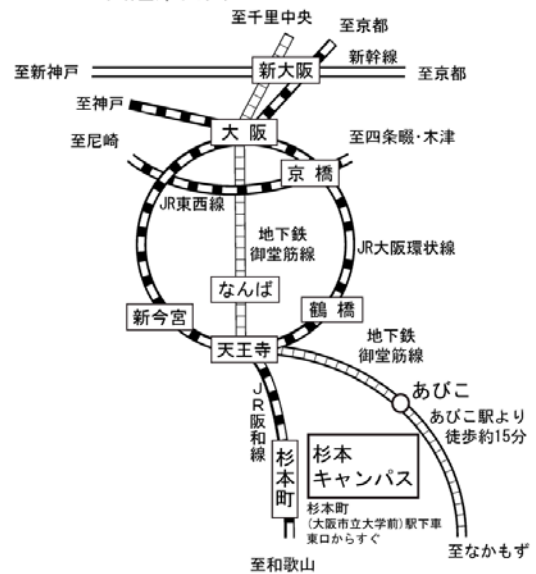 至千里中央
至京都
新幹線
至新神戸
新大阪
至京都
至神戸
大阪
至尼崎
至四条畷・木津
京橋
JR東西線
地下鉄
御堂筋線
JR大阪環状線
なんば
新今宮
鶴橋
天王寺
地下鉄
御堂筋線
あびこ
あびこ駅より
徒歩約15分
JR阪和線
杉本町
杉本
キャンパス
杉本町
(大阪市立大学前)駅下車
東口からすぐ
至なかもず
至和歌山